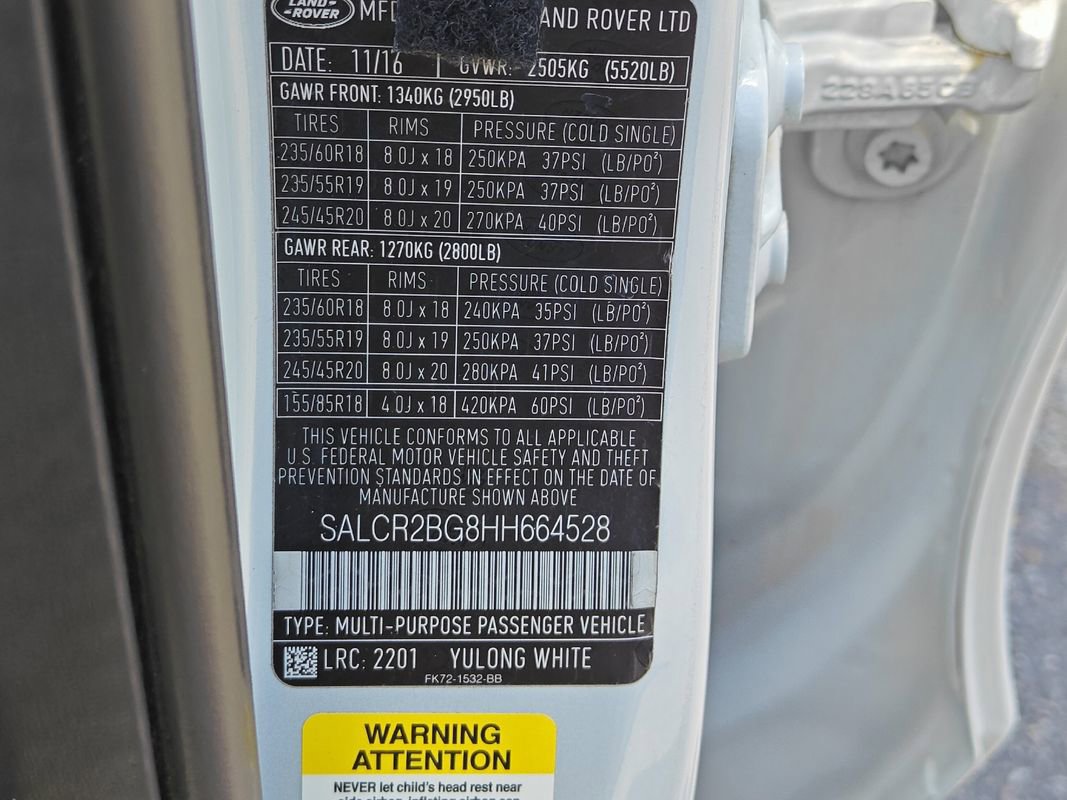 LAND-
ROVER
MFD AND ROVER LTD
DATE: 11/16 GVWR: 2505KG (5520LB)
GAWR FRONT: 1340KG (2950LB)
TIRES RIMS PRESSURE (COLD SINGLE)
235/60R18 8.0J x 18 250KPA 37PSI (LB/PO²)
235/55R19 8.0J x 19 250KPA 37PSI (LB/PO²)
245/45R20 8.0J x 20 270KPA 40PSI (LB/PO²)
GAWR REAR: 1270KG (2800LB)
TIRES RIMS PRESSURE (COLD SINGLE)
235/60R18 8.0J x 18 240KPA 35PSI (LB/PO²)
235/55R19 8.0J x 19 250KPA 37PSI (LB/PO²)
245/45R20 8.0J x 20 280KPA 41PSI (LB/PO²)
155/85R18 4.0J x 18 420KPA 60PSI (LB/PO²)
THIS VEHICLE CONFORMS TO ALL APPLICABLE
U.S. FEDERAL MOTOR VEHICLE SAFETY AND THEFT
PREVENTION STANDARDS IN EFFECT ON THE DATE OF
MANUFACTURE SHOWN ABOVE
SALCR2BG8HH664528
TYPE: MULTI-PURPOSE PASSENGER VEHICLE
LRC: 2201 YULONG WHITE
FK72-1532-BB
WARNING
ATTENTION
NEVER let child's head rest near